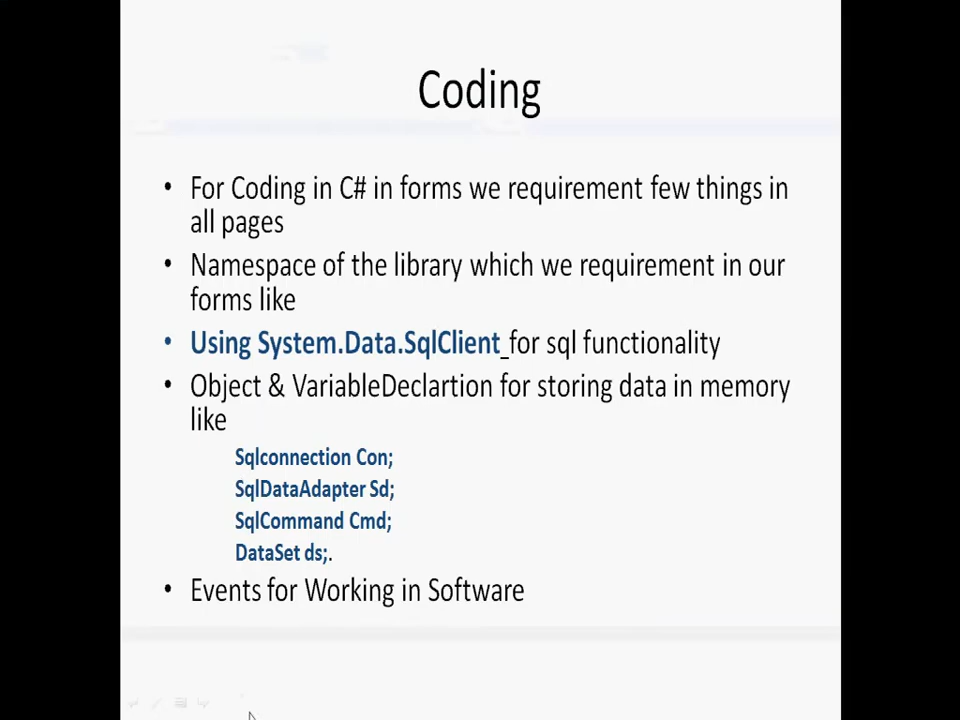 Coding
• For Coding in C# in forms we requirement few things in
all pages
• Namespace of the library which we requirement in our
forms like
• Using System.Data.SqlClient for sql functionality
• Object & VariableDeclartion for storing data in memory
like
Sqlconnection Con;
SqlDataAdapter Sd;
SqlCommand Cmd;
DataSet ds;.
• Events for Working in Software